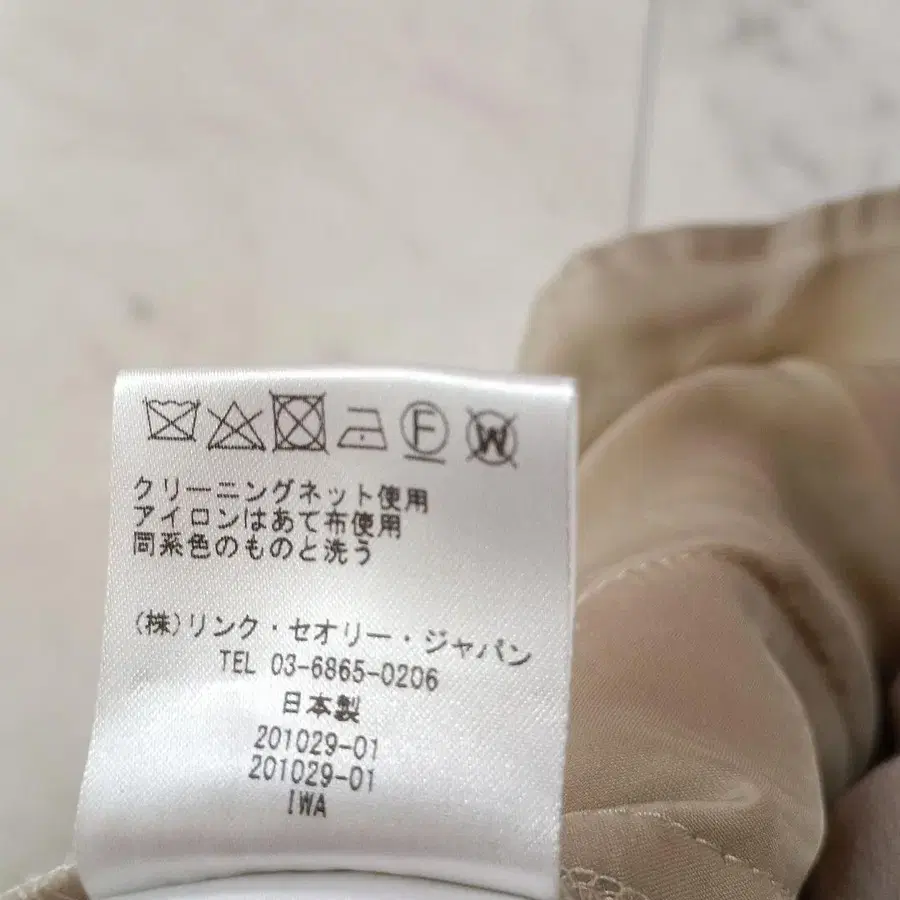 F W
クリーニングネット使用
アイロンはあて布使用
同系色のものと洗う
(株)リンク・セオリー・ジャパン
TEL 03-6865-0206
日本製
201029-01
201029-01
IWA